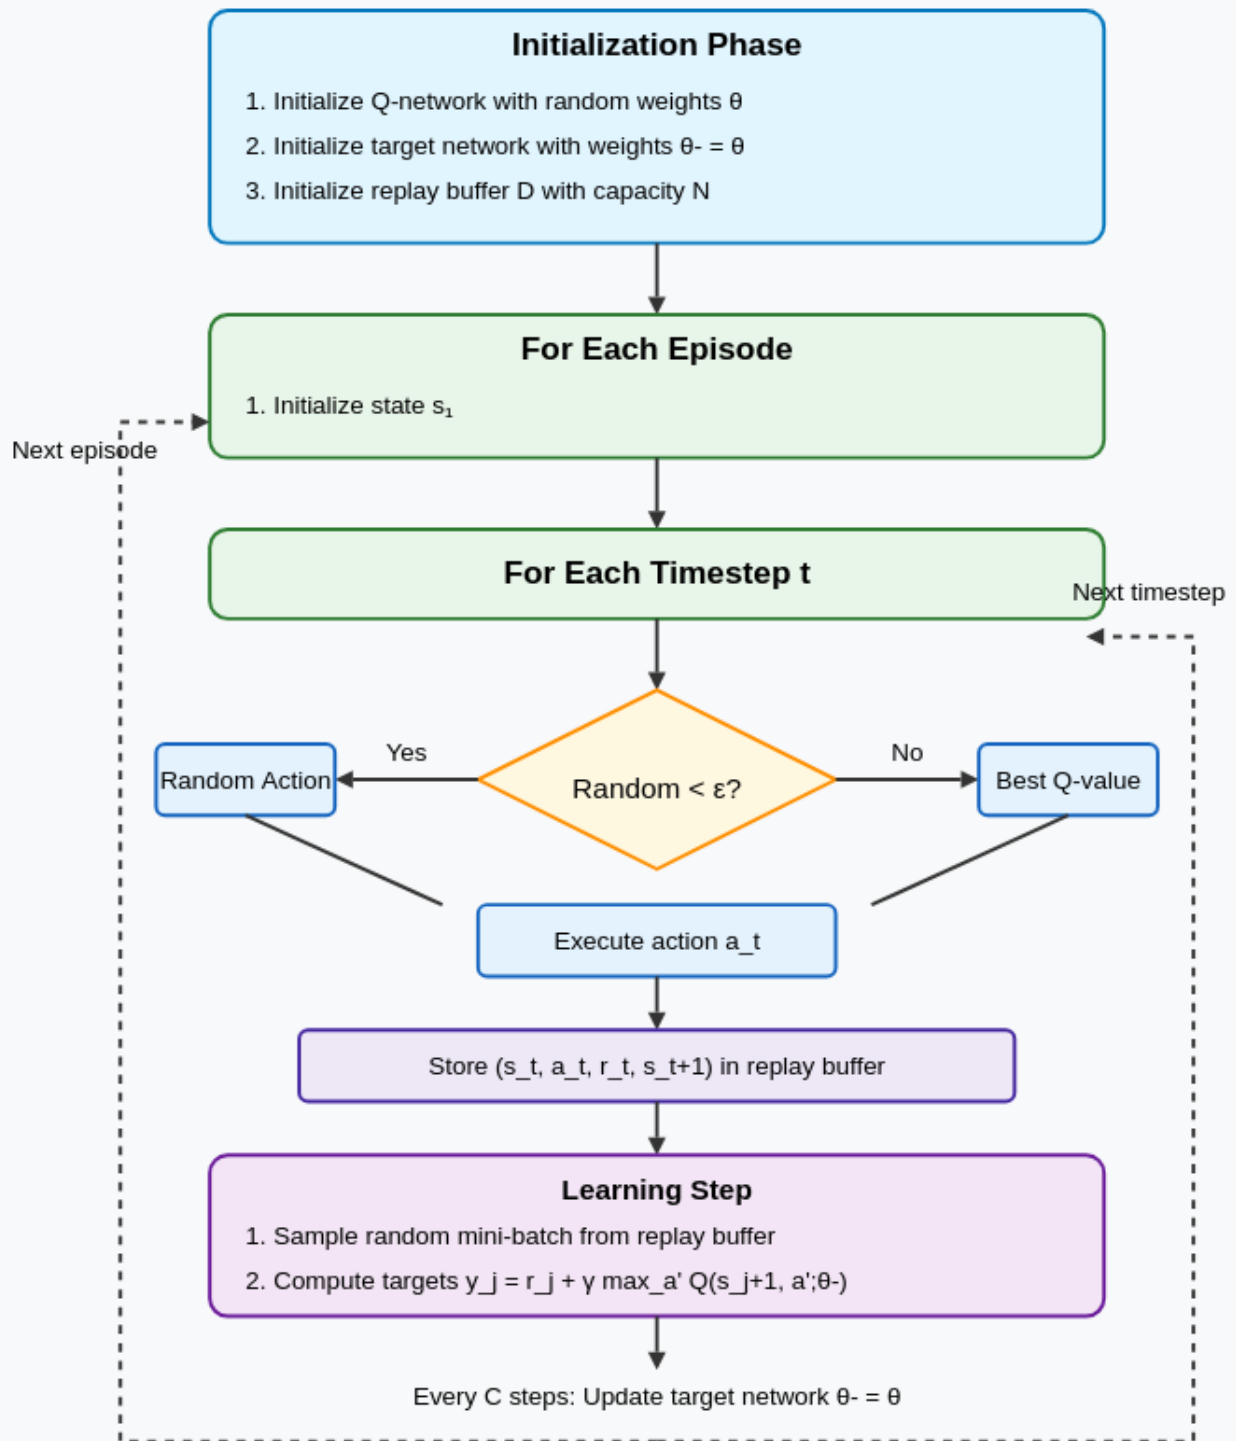 Initialization Phase
1. Initialize Q-network with random weights θ
2. Initialize target network with weights θ- = θ
3. Initialize replay buffer D with capacity N
For Each Episode
1. Initialize state s₁
Next episode
For Each Timestep t
Next timestep
Yes
No
Random Action
Random < ε?
Best Q-value
Execute action a_t
Store (s_t, a_t, r_t, s_t+1) in replay buffer
Learning Step
1. Sample random mini-batch from replay buffer
2. Compute targets y_j = r_j + γ max_a' Q(s_j+1, a';θ-)
Every C steps: Update target network θ- = θ